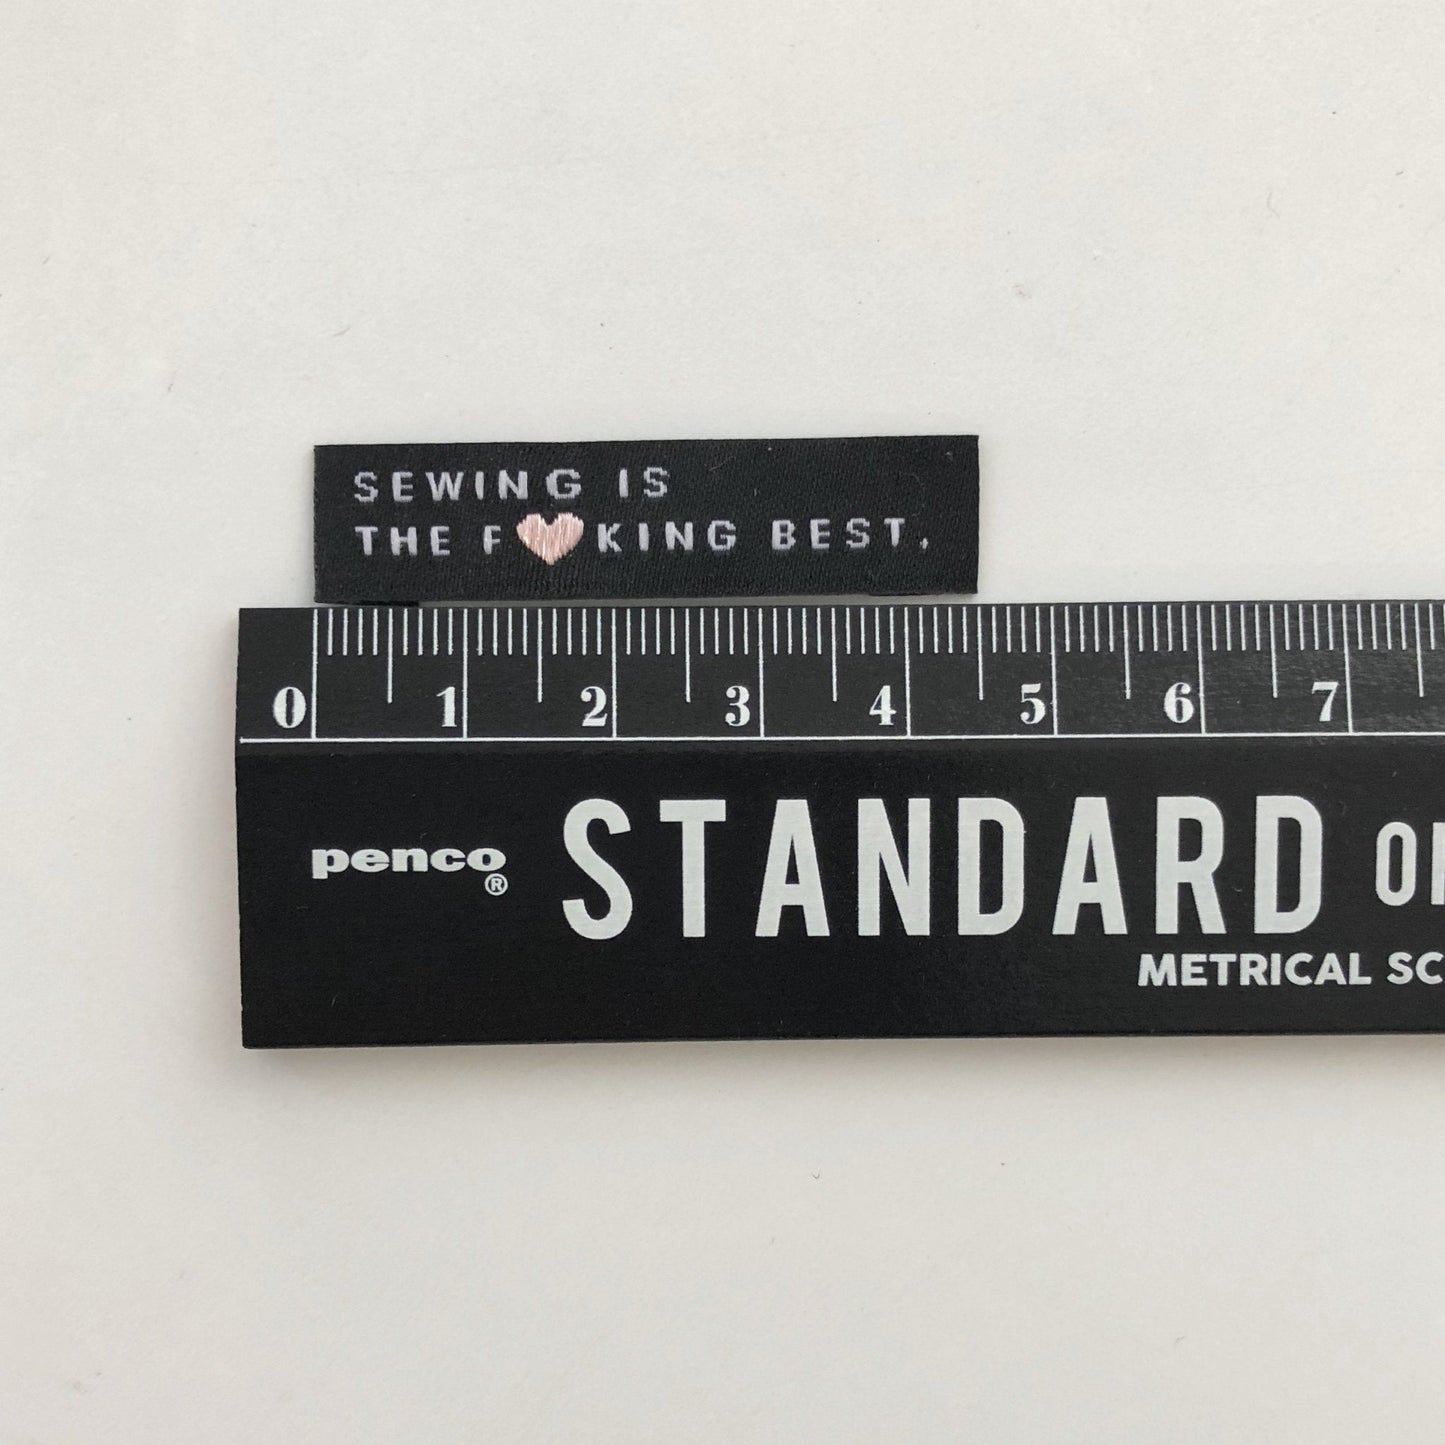 SEWING IS
THE F♥KING BEST.
0 1 2 3 4 5 6 7
penco®
STANDARD
METRICAL